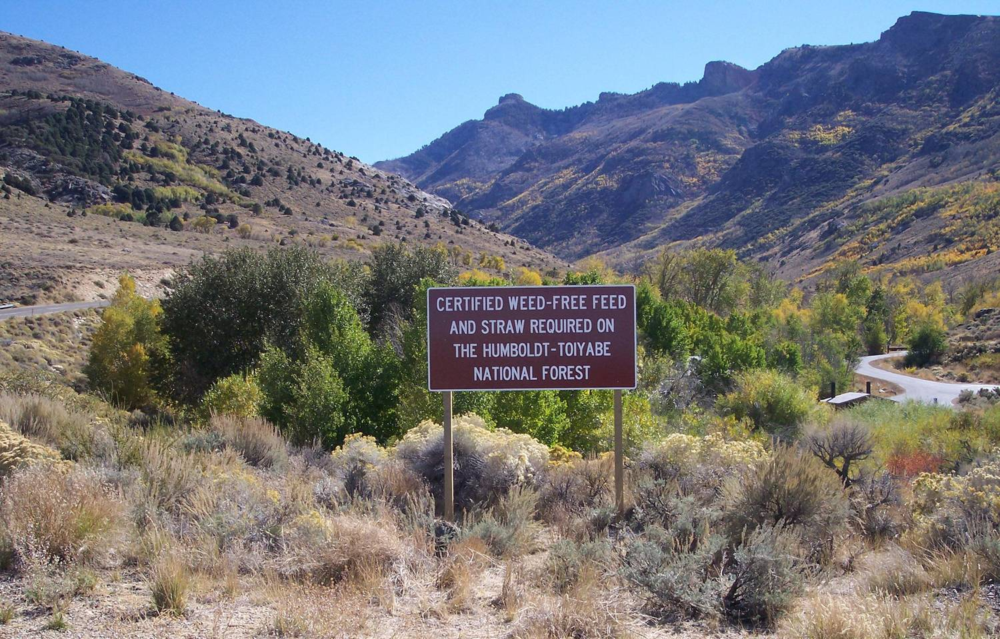 CERTIFIED WEED-FREE FEED
AND STRAW REQUIRED ON
THE HUMBOLDT-TOIYABE
NATIONAL FOREST